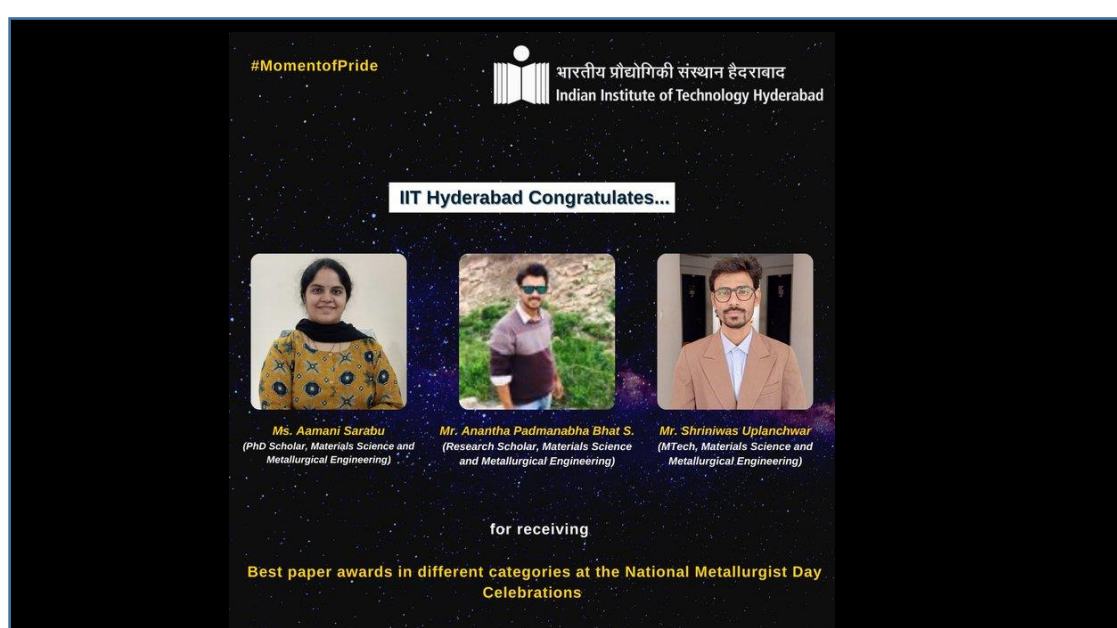 #MomentofPride
भारतीय प्रौद्योगिकी संस्थान हैदराबाद
Indian Institute of Technology Hyderabad
IIT Hyderabad Congratulates...
Ms. Aamani Sarabu
(PhD Scholar, Materials Science and
Metallurgical Engineering)
Mr. Anantha Padmanabha Bhat S.
(Research Scholar, Materials Science
and Metallurgical Engineering)
Mr. Shriniwas Uplanchwar
(MTech, Materials Science and
Metallurgical Engineering)
for receiving
Best paper awards in different categories at the National Metallurgist Day
Celebrations